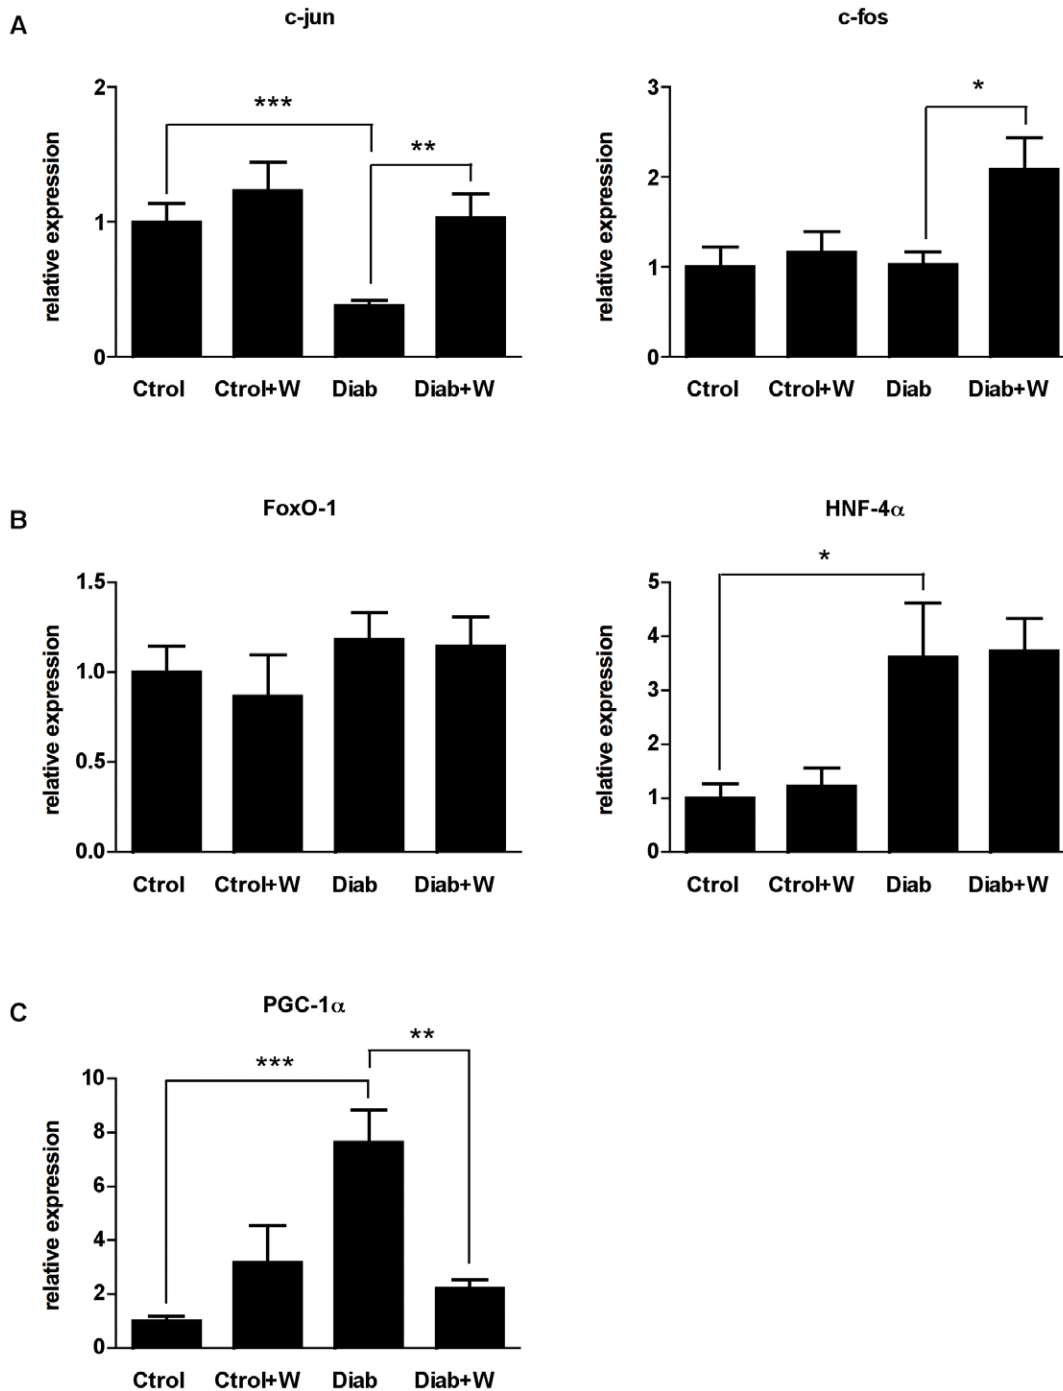 A
c-jun
c-fos
relative expression
2
1
0
***
**
Ctrol Ctrol+W Diab Diab+W
relative expression
3
2
1
0
*
Ctrol Ctrol+W Diab Diab+W
B
FoxO-1
HNF-4α
relative expression
1.5
1.0
0.5
0.0
Ctrol Ctrol+W Diab Diab+W
relative expression
5
4
3
2
1
0
*
Ctrol Ctrol+W Diab Diab+W
C
PGC-1α
relative expression
10
8
6
4
2
0
***
**
Ctrol Ctrol+W Diab Diab+W